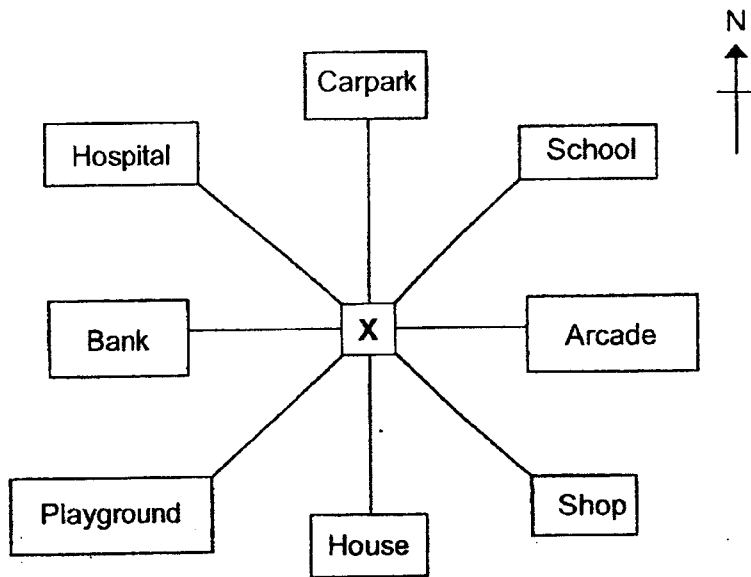 N
Carpark
Hospital
School
Bank
X
Arcade
Playground
House
Shop